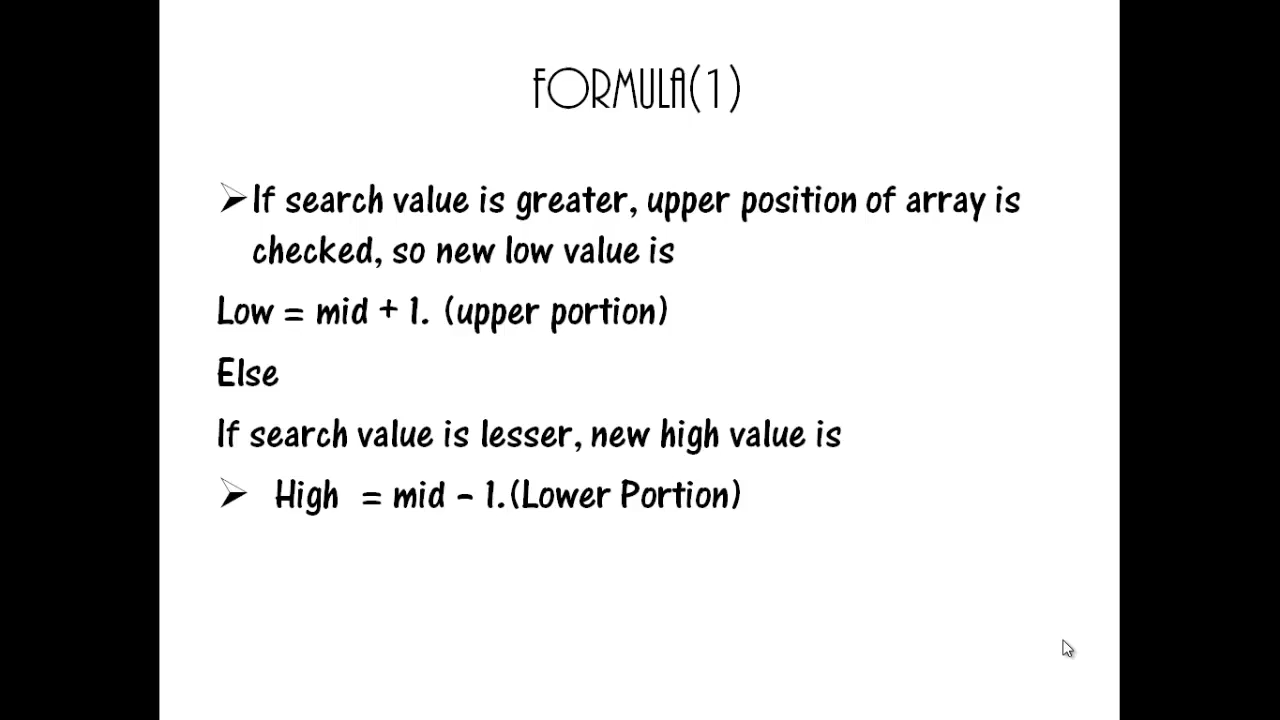 FORMULA(1)
If search value is greater, upper position of array is
checked, so new low value is
Low = mid + 1. (upper portion)
Else
If search value is lesser, new high value is
High = mid - 1.(Lower Portion)